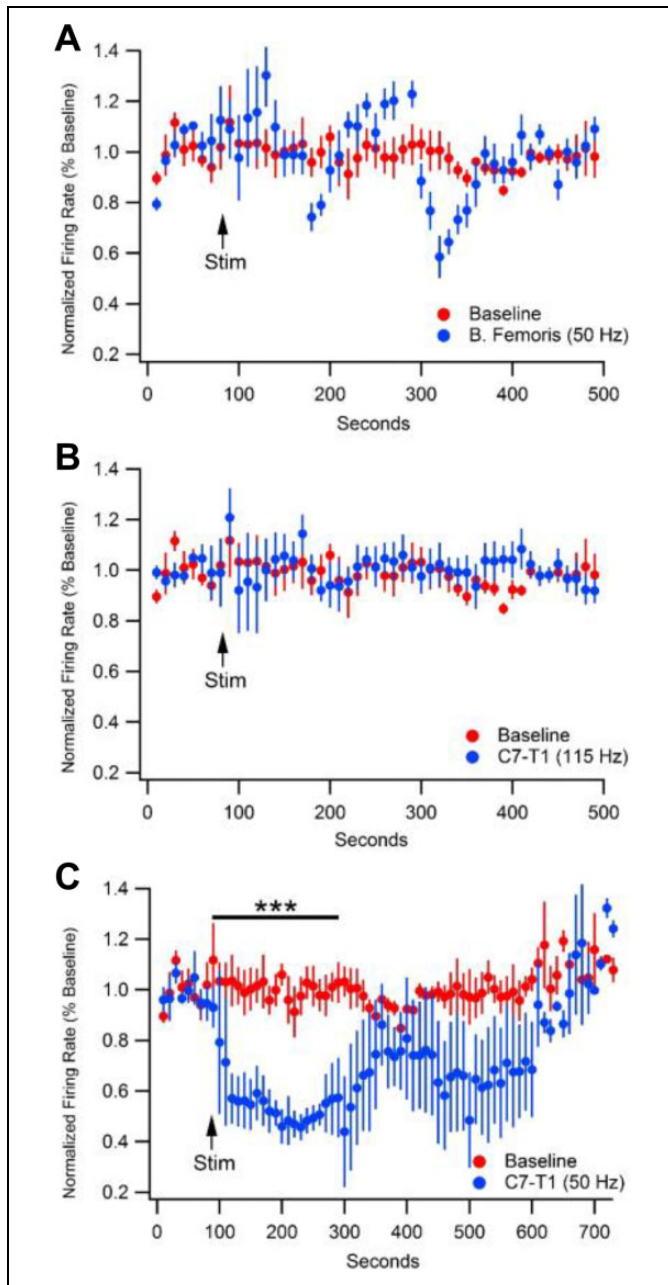 A
Normalized Firing Rate (% Baseline)
1.4
1.2
1.0
0.8
0.6
0.4
0.2
Stim
Baseline
B. Femoris (50 Hz)
0 100 200 300 400 500
Seconds
B
Normalized Firing Rate (% Baseline)
1.4
1.2
1.0
0.8
0.6
0.4
0.2
Stim
Baseline
C7-T1 (115 Hz)
0 100 200 300 400 500
Seconds
C
Normalized Firing Rate (% Baseline)
1.4
1.2
1.0
0.8
0.6
0.4
0.2
***
Stim
Baseline
C7-T1 (50 Hz)
0 100 200 300 400 500 600 700
Seconds